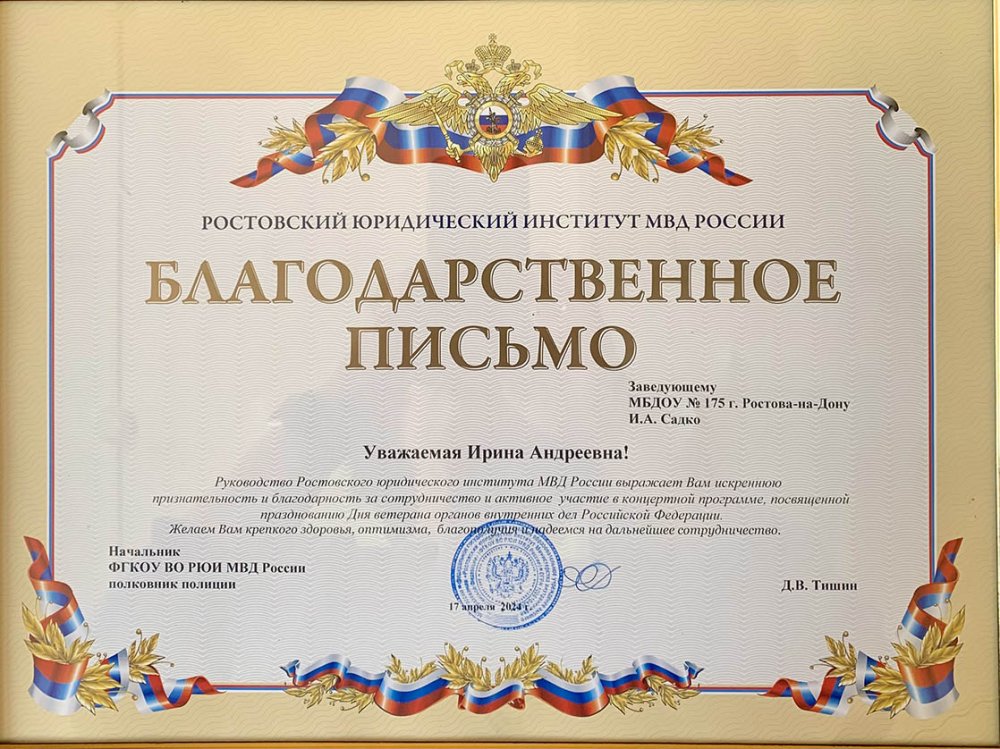 РОСТОВСКИЙ ЮРИДИЧЕСКИЙ ИНСТИТУТ МВД РОССИИ
БЛАГОДАРСТВЕННОЕ
ПИСЬМО
Заведующему
МБДОУ № 175 г. Ростова-на-Дону
И.А. Садко
Уважаемая Ирина Андреевна!
Руководство Ростовского юридического института МВД России выражает Вам искреннюю
признательность и благодарность за сотрудничество и активное участие в концертной программе, посвященной
празднованию Дня ветерана органов внутренних дел Российской Федерации.
Желаем Вам крепкого здоровья, оптимизма, благополучия и надеемся на дальнейшее сотрудничество.
Начальник
ФГКОУ ВО РЮИ МВД России
полковник полиции
Д.В. Тишин
17 апреля 2024 г.